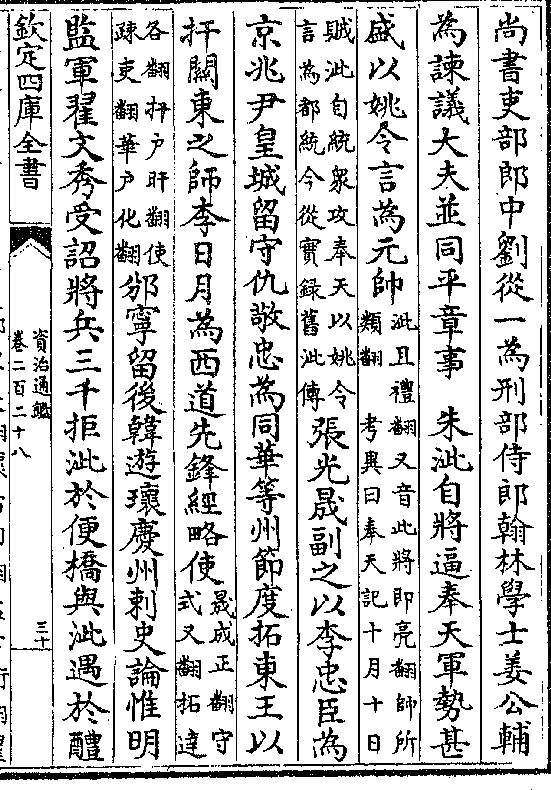 尚書吏部郎中劉從一為刑部侍郎翰林學士姜公輔
為諫議大夫並同平章事　朱泚自將逼奉天軍勢甚
盛以姚令言為元帥
泚且禮翻又音此將即亮翻帥所
類翻　考異曰奉天記十月十日
賊泚自統衆攻奉天以姚令
言為都統今從實録舊泚傳
張光晟副之以李忠臣為
京兆尹皇城留守仇敬忠為同華等州節度拓東王以
扞關東之師李日月為西道先鋒經略使
晟成正翻守
式又翻拓達
各翻扞户旰翻使
疎吏翻華户化翻
邠寧留後韓遊瓌慶州刺史論惟明
監軍翟文秀受詔將兵三千拒泚於便橋與泚遇於醴
欽定四庫全書
資治通鑑
卷二百二十八
三十